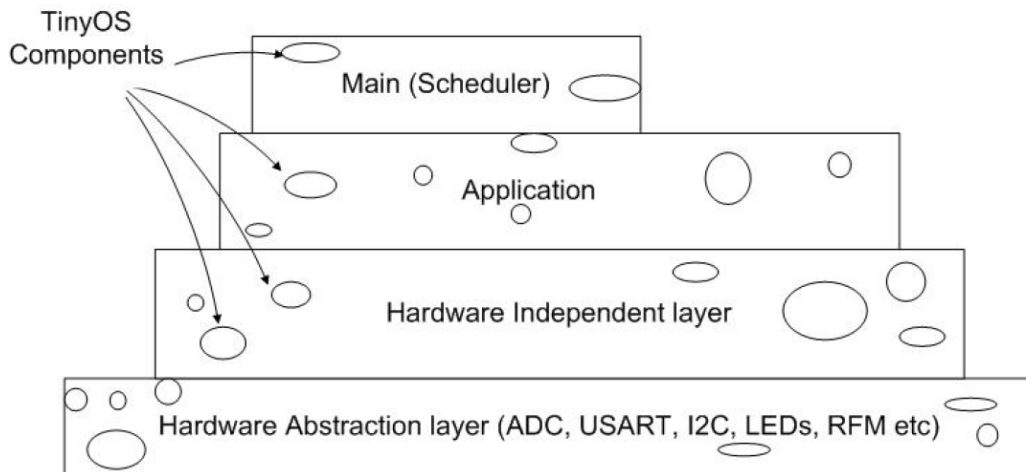 TinyOS
Components
Main (Scheduler)
Application
Hardware Independent layer
Hardware Abstraction layer (ADC, USART, I2C, LEDs, RFM etc)